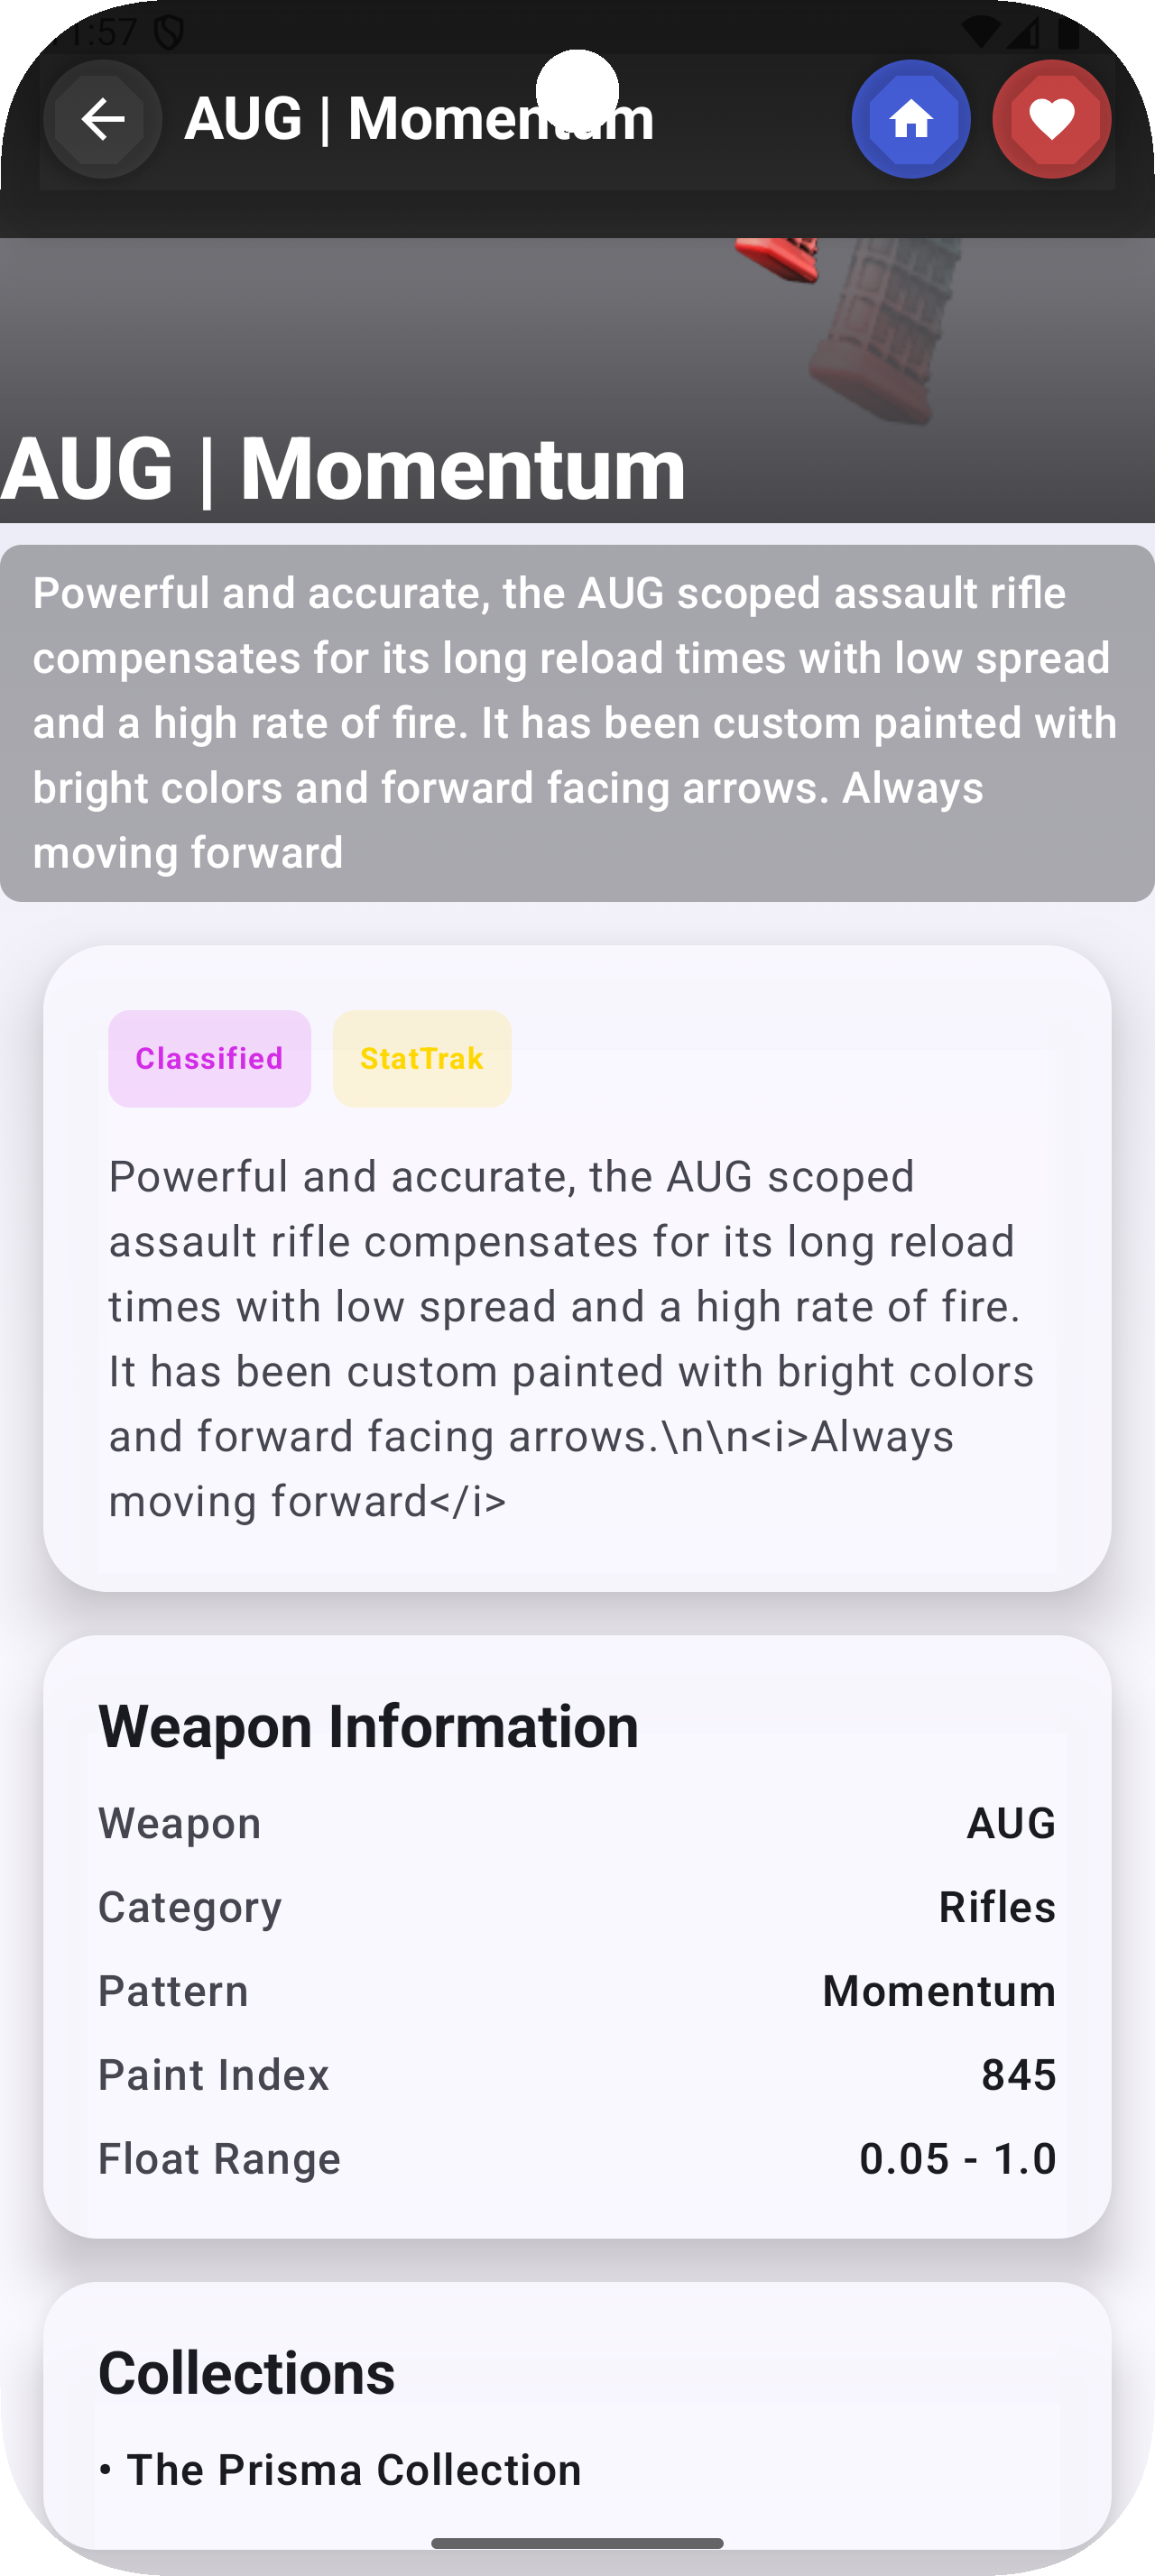 11:57
AUG | Momentum
AUG | Momentum
Powerful and accurate, the AUG scoped assault rifle
compensates for its long reload times with low spread
and a high rate of fire. It has been custom painted with
bright colors and forward facing arrows. Always
moving forward
Classified StatTrak
Powerful and accurate, the AUG scoped
assault rifle compensates for its long reload
times with low spread and a high rate of fire.
It has been custom painted with bright colors
and forward facing arrows.\n\n<i>Always
moving forward</i>
Weapon Information
Weapon AUG
Category Rifles
Pattern Momentum
Paint Index 845
Float Range 0.05 - 1.0
Collections
• The Prisma Collection